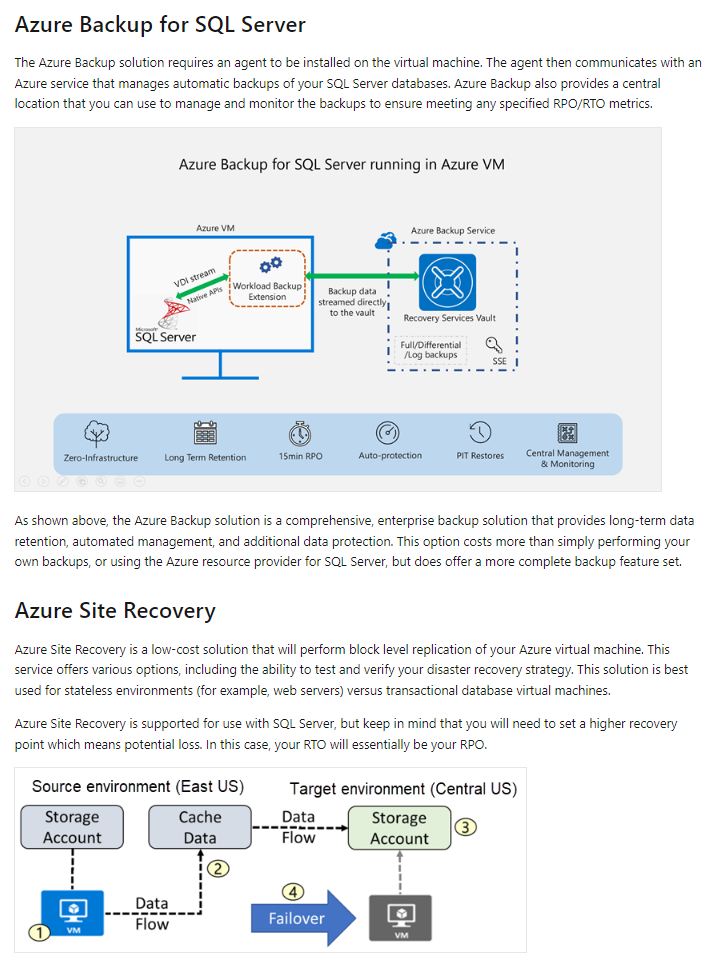 Azure Backup for SQL Server
The Azure Backup solution requires an agent to be installed on the virtual machine. The agent then communicates with an
Azure service that manages automatic backups of your SQL Server databases. Azure Backup also provides a central
location that you can use to manage and monitor the backups to ensure meeting any specified RPO/RTO metrics.
Azure Backup for SQL Server running in Azure VM
Azure VM
Azure Backup Service
VDI stream
Native APIs
Workload Backup
Extension
Backup data
streamed directly
to the vault
Recovery Services Vault
Microsoft
SQL Server
Full/Differential
/Log backups
SSE
Zero-Infrastructure
Long Term Retention
15min RPO
Auto-protection
PIT Restores
Central Management
& Monitoring
As shown above, the Azure Backup solution is a comprehensive, enterprise backup solution that provides long-term data
retention, automated management, and additional data protection. This option costs more than simply performing your
own backups, or using the Azure resource provider for SQL Server, but does offer a more complete backup feature set.
Azure Site Recovery
Azure Site Recovery is a low-cost solution that will perform block level replication of your Azure virtual machine. This
service offers various options, including the ability to test and verify your disaster recovery strategy. This solution is best
used for stateless environments (for example, web servers) versus transactional database virtual machines.
Azure Site Recovery is supported for use with SQL Server, but keep in mind that you will need to set a higher recovery
point which means potential loss. In this case, your RTO will essentially be your RPO.
Source environment (East US)
Target environment (Central US)
Storage
Account
Cache
Data
Data
Flow
Storage
Account
3
2
1
VM
Data
Flow
4
Failover
VM